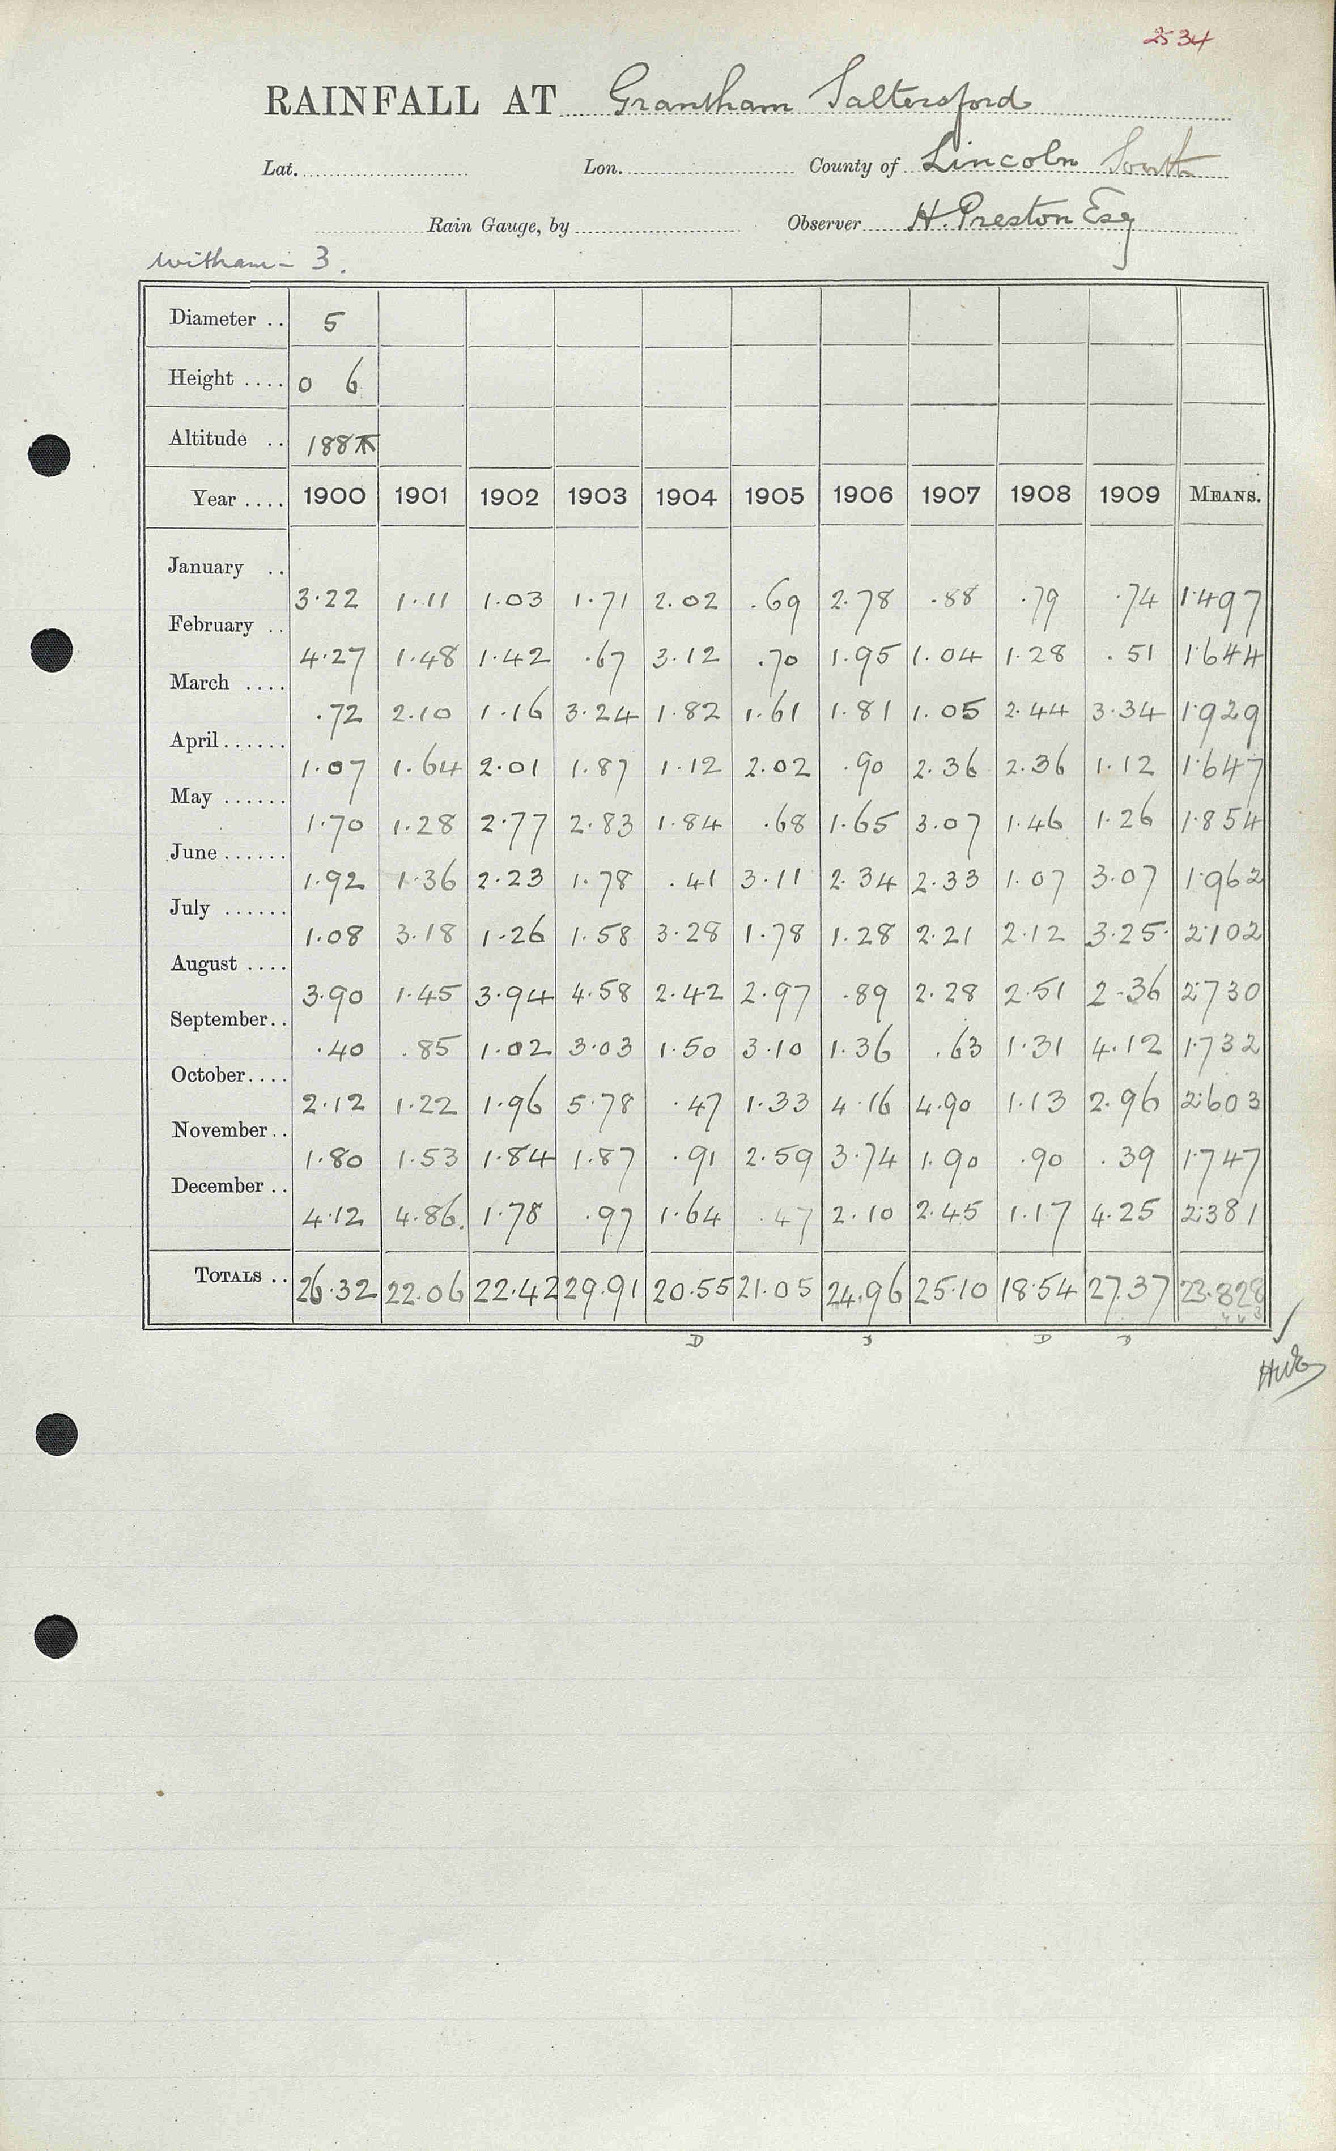 2534
RAINFALL AT Grantham Saltersford
Lat. Lon. County of Lincoln South
Rain Gauge, by Observer H. Preston Esq
Witham - 3.
Diameter .. 5
Height .... 0 6
Altitude .. 188
Year .... 1900 1901 1902 1903 1904 1905 1906 1907 1908 1909 MEANS.
January .. 3.22 1.11 1.03 1.71 2.02 .69 2.78 .88 .79 .74 1.497
February .. 4.27 1.48 1.42 .67 3.12 .70 1.95 1.04 1.28 .51 1.644
March .... .72 2.10 1.16 3.24 1.82 1.61 1.81 1.05 2.44 3.34 1.929
April ...... 1.07 1.64 2.01 1.87 1.12 2.02 .90 2.36 2.36 1.12 1.647
May ...... 1.70 1.28 2.77 2.83 1.84 .68 1.65 3.07 1.46 1.26 1.854
June ...... 1.92 1.36 2.23 1.78 .41 3.11 2.34 2.33 1.07 3.07 1.962
July ...... 1.08 3.18 1.26 1.58 3.28 1.78 1.28 2.21 2.12 3.25 2.102
August .... 3.90 1.45 3.94 4.58 2.42 2.97 .89 2.28 2.51 2.36 2.730
September .. .40 .85 1.02 3.03 1.50 3.10 1.36 .63 1.31 4.12 1.732
October .... 2.12 1.22 1.96 5.78 .47 1.33 4.16 4.90 1.13 2.96 2.603
November .. 1.80 1.53 1.84 1.87 .91 2.59 3.74 1.90 .90 .39 1.747
December .. 4.12 4.86 1.78 .97 1.64 .47 2.10 2.45 1.17 4.25 2.381
TOTALS .. 26.32 22.06 22.42 29.91 20.55 21.05 24.96 25.10 18.54 27.37 23.828
D D D D